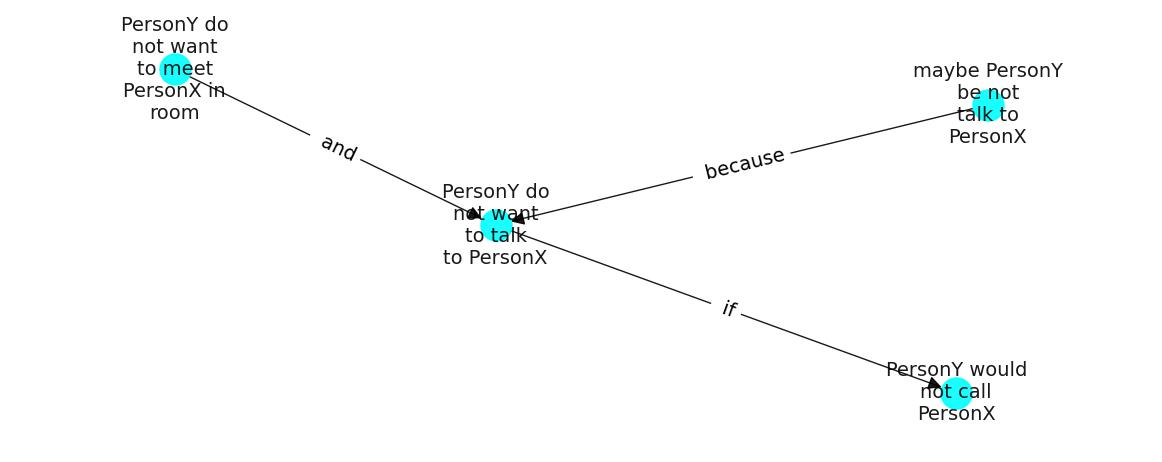 PersonY do
not want
to meet
PersonX in
room
maybe PersonY
be not
talk to
PersonX
and
because
PersonY do
not want
to talk
to PersonX
if
PersonY would
not call
PersonX